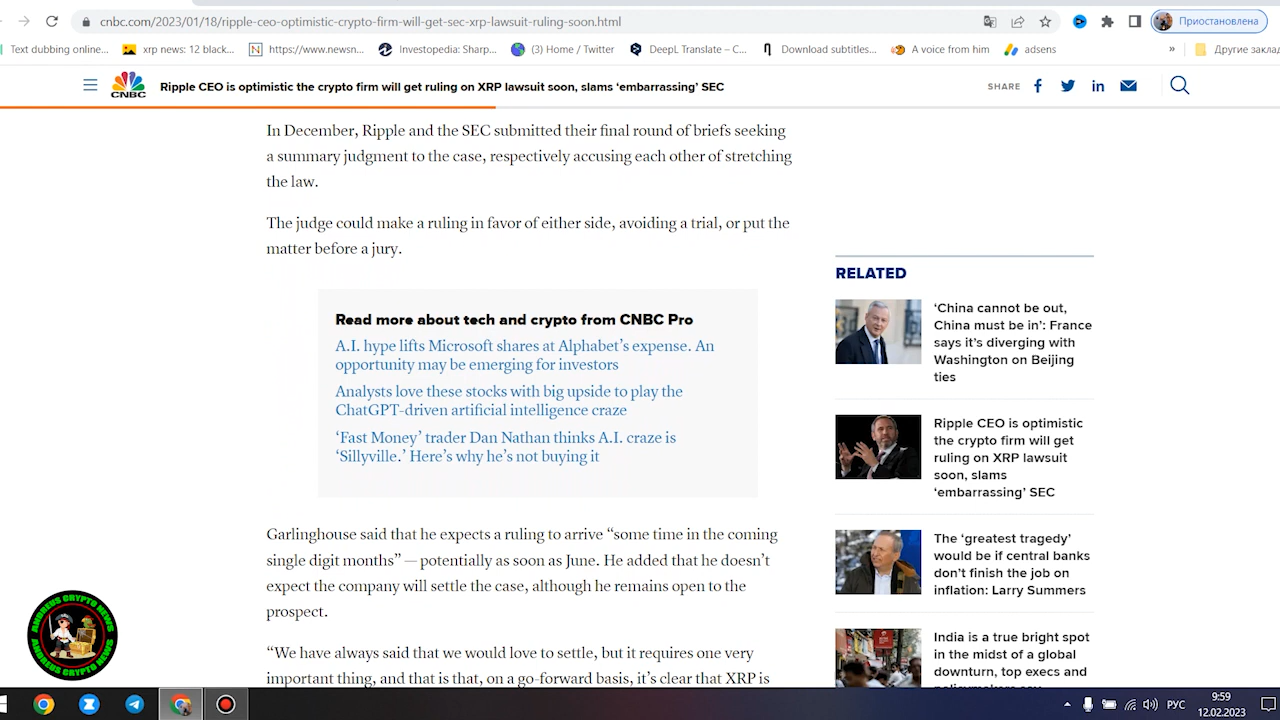 cnbc.com/2023/01/18/ripple-ceo-optimistic-crypto-firm-will-get-sec-xrp-lawsuit-ruling-soon.html
Приостановлена
Text dubbing online...
xrp news: 12 black...
https://www.newsn...
Investopedia: Sharp...
(3) Home / Twitter
DeepL Translate – C...
Download subtitles...
A voice from him
adsens
»
Другие закла
CNBC
Ripple CEO is optimistic the crypto firm will get ruling on XRP lawsuit soon, slams ‘embarrassing’ SEC
SHARE
In December, Ripple and the SEC submitted their final round of briefs seeking
a summary judgment to the case, respectively accusing each other of stretching
the law.
The judge could make a ruling in favor of either side, avoiding a trial, or put the
matter before a jury.
Read more about tech and crypto from CNBC Pro
A.I. hype lifts Microsoft shares at Alphabet’s expense. An
opportunity may be emerging for investors
Analysts love these stocks with big upside to play the
ChatGPT-driven artificial intelligence craze
‘Fast Money’ trader Dan Nathan thinks A.I. craze is
‘Sillyville.’ Here’s why he’s not buying it
Garlinghouse said that he expects a ruling to arrive “some time in the coming
single digit months” — potentially as soon as June. He added that he doesn’t
expect the company will settle the case, although he remains open to the
prospect.
“We have always said that we would love to settle, but it requires one very
important thing, and that is that, on a go-forward basis, it’s clear that XRP is
RELATED
‘China cannot be out,
China must be in’: France
says it’s diverging with
Washington on Beijing
ties
Ripple CEO is optimistic
the crypto firm will get
ruling on XRP lawsuit
soon, slams
‘embarrassing’ SEC
The ‘greatest tragedy’
would be if central banks
don’t finish the job on
inflation: Larry Summers
India is a true bright spot
in the midst of a global
downturn, top execs and
ANDREUS CRYPTO NEWS
ANDREUS CRYPTO NEWS
РУС
9:59
12.02.2023